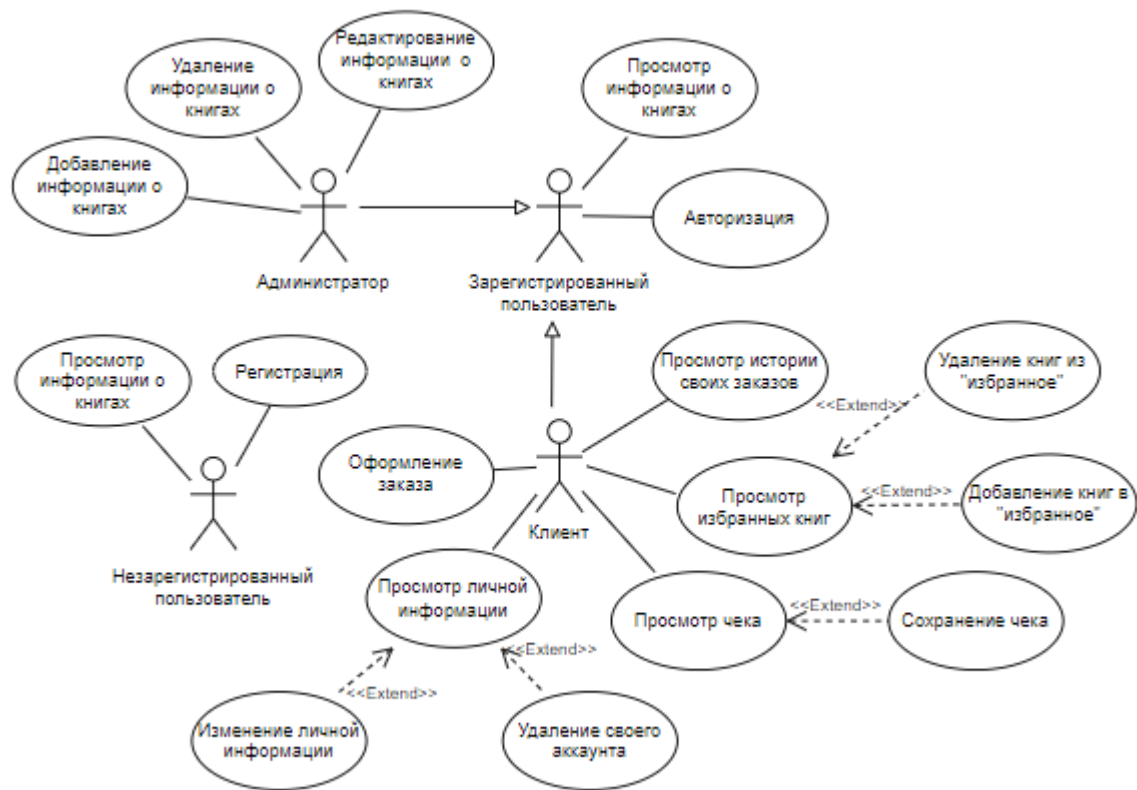 Удаление
информации о
книгах
Редактирование
информации о
книгах
Просмотр
информации о
книгах
Добавление
информации о
книгах
Авторизация
Администратор
Зарегистрированный
пользователь
Просмотр
информации о
книгах
Регистрация
Просмотр истории
своих заказов
Удаление книг из
"избранное"
<<Extend>>
Оформление
заказа
Просмотр
избранных книг
<<Extend>>
Добавление книг в
"избранное"
Клиент
Незарегистрированный
пользователь
Просмотр личной
информации
Просмотр чека
<<Extend>>
Сохранение чека
<<Extend>>
<<Extend>>
Изменение личной
информации
Удаление своего
аккаунта